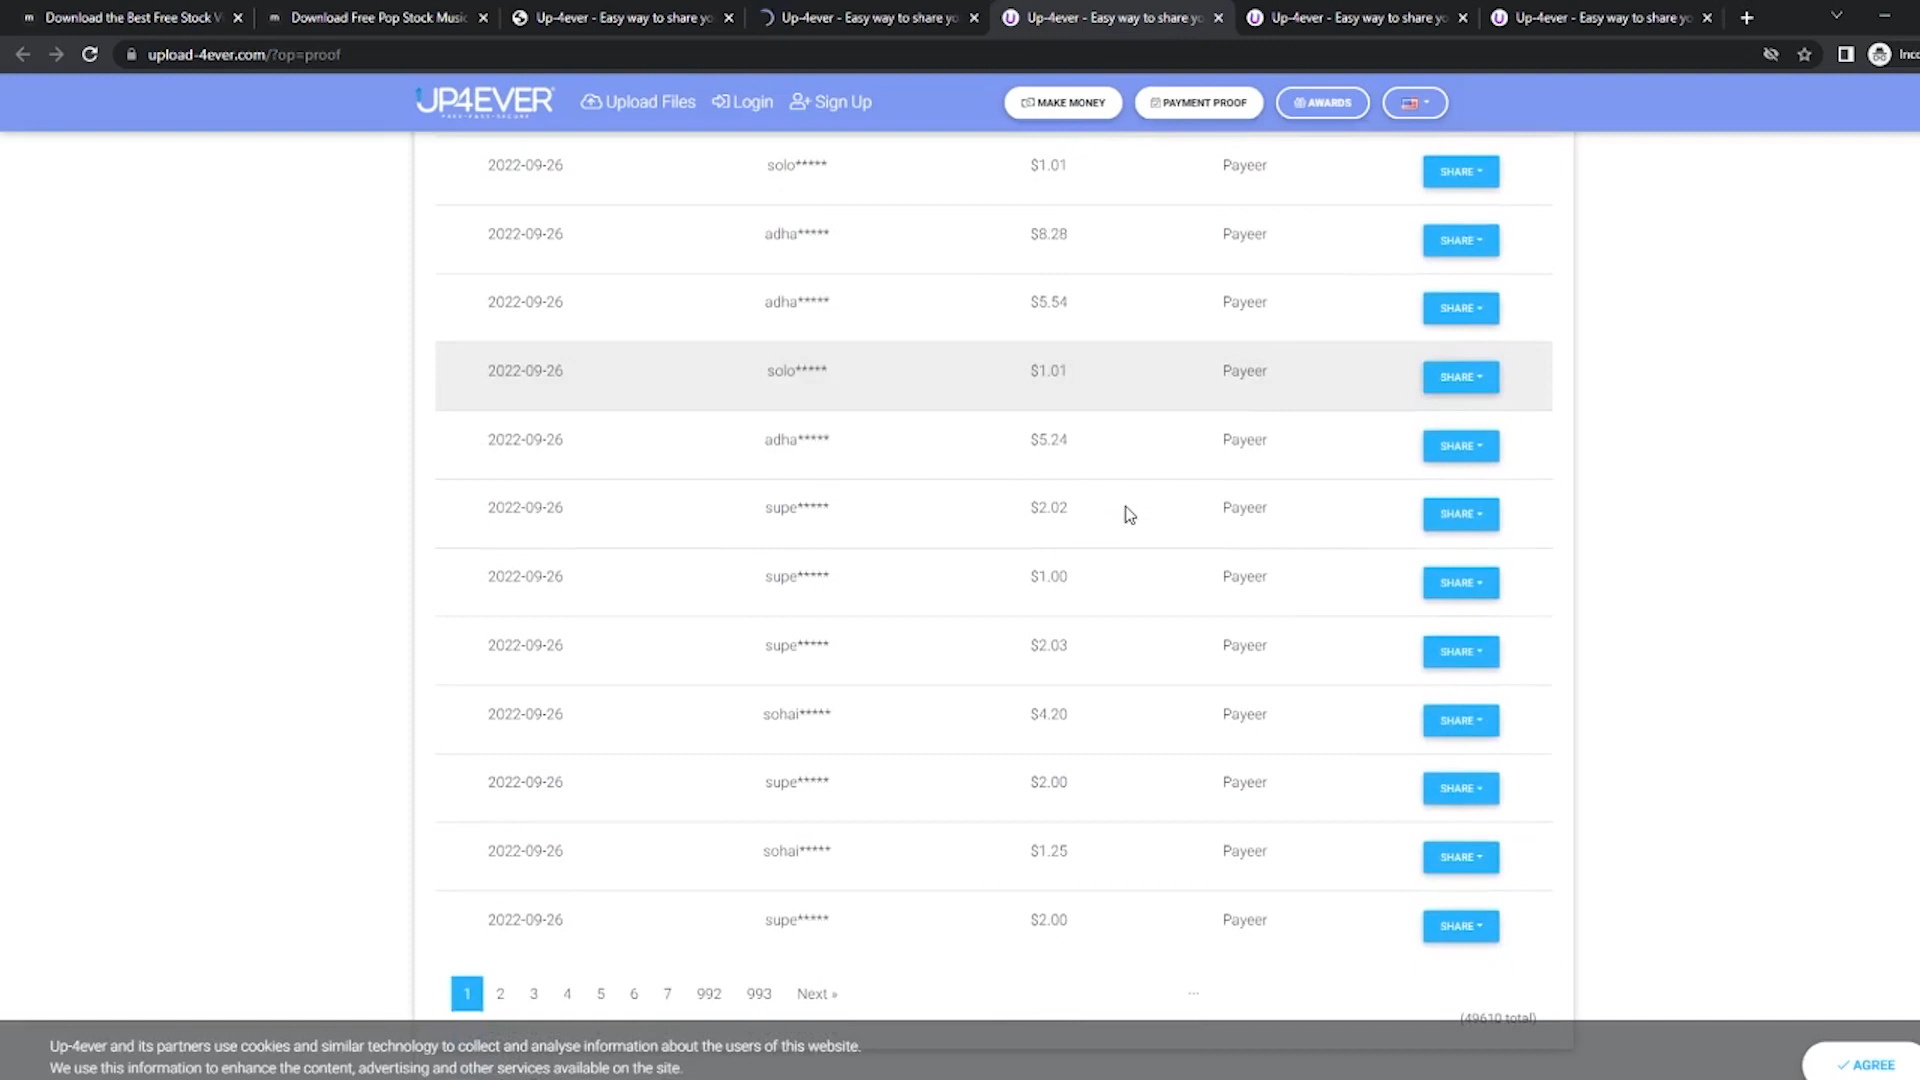 Download the Best Free Stock V
Download Free Pop Stock Music
Up-4ever - Easy way to share yo
Up-4ever - Easy way to share yo
Up-4ever - Easy way to share yo
Up-4ever - Easy way to share yo
Up-4ever - Easy way to share yo
upload-4ever.com/?op=proof
Inco
UP4EVER Upload Files Login Sign Up MAKE MONEY PAYMENT PROOF AWARDS
FREE-FAST-SECURE
2022-09-26 solo***** $1.01 Payeer SHARE
2022-09-26 adha***** $8.28 Payeer SHARE
2022-09-26 adha***** $5.54 Payeer SHARE
2022-09-26 solo***** $1.01 Payeer SHARE
2022-09-26 adha***** $5.24 Payeer SHARE
2022-09-26 supe***** $2.02 Payeer SHARE
2022-09-26 supe***** $1.00 Payeer SHARE
2022-09-26 supe***** $2.03 Payeer SHARE
2022-09-26 sohai***** $4.20 Payeer SHARE
2022-09-26 supe***** $2.00 Payeer SHARE
2022-09-26 sohai***** $1.25 Payeer SHARE
2022-09-26 supe***** $2.00 Payeer SHARE
1 2 3 4 5 6 7 992 993 Next » ...
(49610 total)
Up-4ever and its partners use cookies and similar technology to collect and analyse information about the users of this website.
We use this information to enhance the content, advertising and other services available on the site.
AGREE